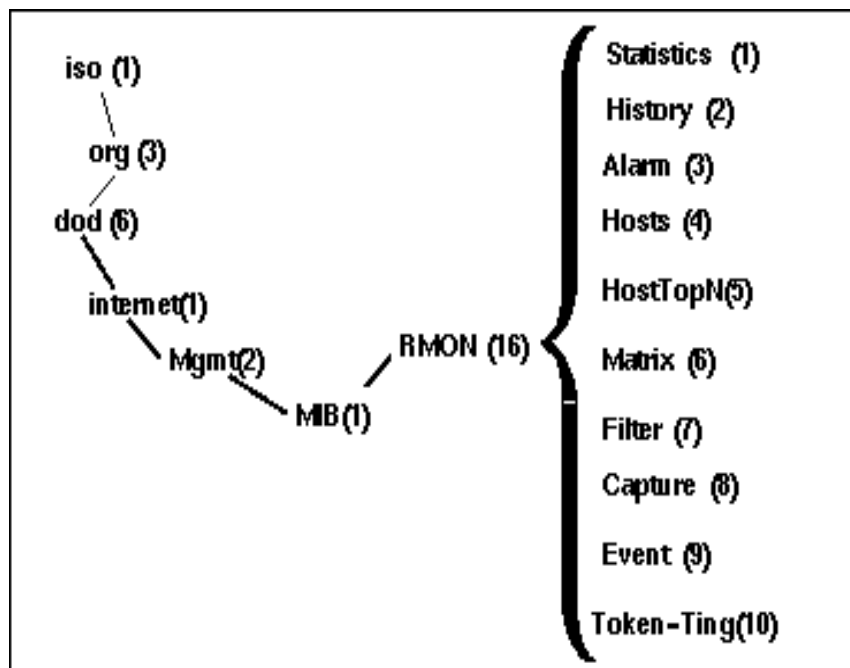 iso (1)
org (3)
dod (6)
internet(1)
Mgmt(2)
MIB(1)
RMON (16)
Statistics (1)
History (2)
Alarm (3)
Hosts (4)
HostTopN(5)
Matrix (6)
Filter (7)
Capture (8)
Event (9)
Token-Ting(10)